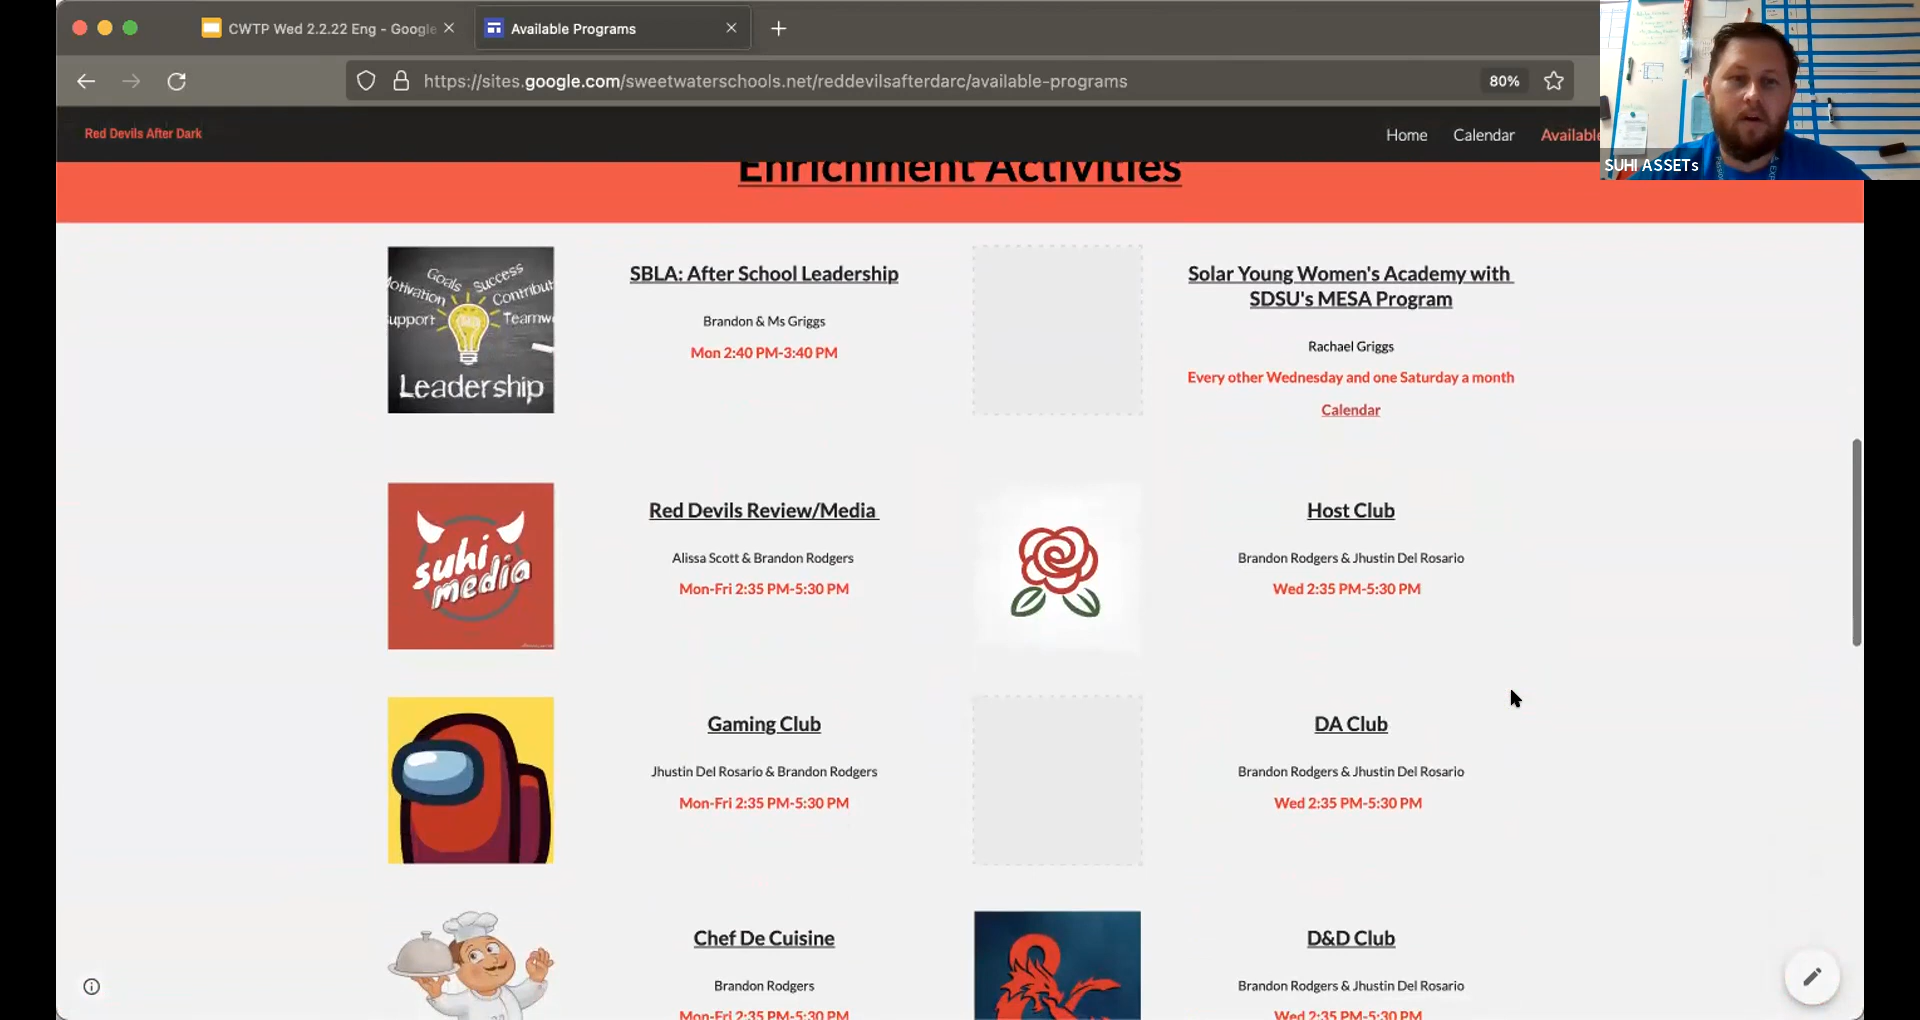 CWTP Wed 2.2.22 Eng - Google
Available Programs
https://sites.google.com/sweetwaterschools.net/reddevilsafterdarc/available-programs
80%
Red Devils After Dark
Home
Calendar
Available
SUHI ASSETs
Enrichment Activities
Goals
Success
Motivation
Contribut
Support
Teamwo
Leadership
SBLA: After School Leadership
Brandon & Ms Griggs
Mon 2:40 PM-3:40 PM
Solar Young Women's Academy with
SDSU's MESA Program
Rachael Griggs
Every other Wednesday and one Saturday a month
Calendar
suhi
media
Red Devils Review/Media
Alissa Scott & Brandon Rodgers
Mon-Fri 2:35 PM-5:30 PM
Host Club
Brandon Rodgers & Jhustin Del Rosario
Wed 2:35 PM-5:30 PM
Gaming Club
Jhustin Del Rosario & Brandon Rodgers
Mon-Fri 2:35 PM-5:30 PM
DA Club
Brandon Rodgers & Jhustin Del Rosario
Wed 2:35 PM-5:30 PM
Chef De Cuisine
Brandon Rodgers
Mon-Fri 2:35 PM-5:30 PM
D&D Club
Brandon Rodgers & Jhustin Del Rosario
Wed 2:35 PM-5:30 PM